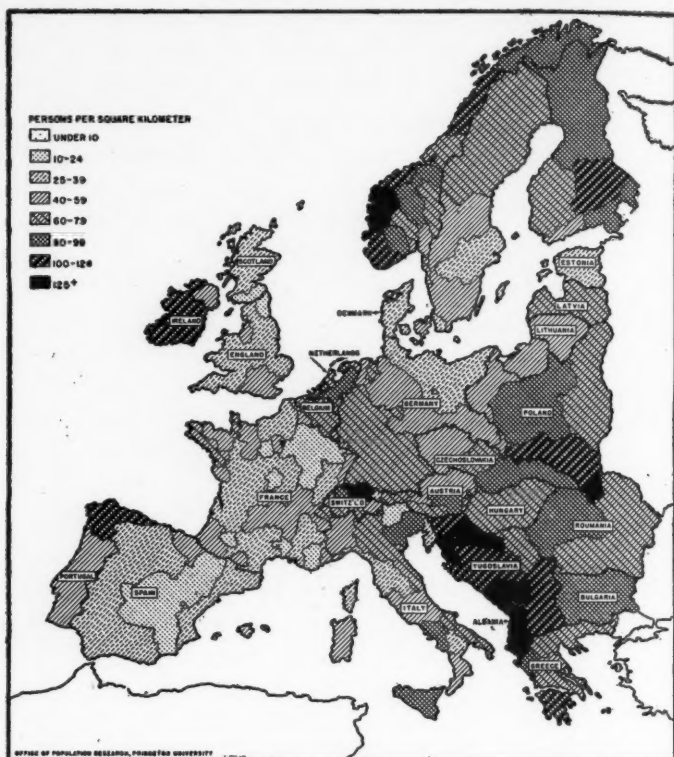 PERSONS PER SQUARE KILOMETER
UNDER 10
10-24
25-39
40-59
60-79
80-99
100-124
125+
SCOTLAND
IRELAND
ENGLAND
DENMARK
NETHERLANDS
BELGIUM
GERMANY
ESTONIA
LATVIA
LITHUANIA
POLAND
CZECHOSLOVAKIA
FRANCE
SWITZ'LD
AUSTRIA
HUNGARY
ROUMANIA
YUGOSLAVIA
PORTUGAL
SPAIN
ITALY
BULGARIA
ALBANIA
GREECE
OFFICE OF POPULATION RESEARCH, PRINCETON UNIVERSITY